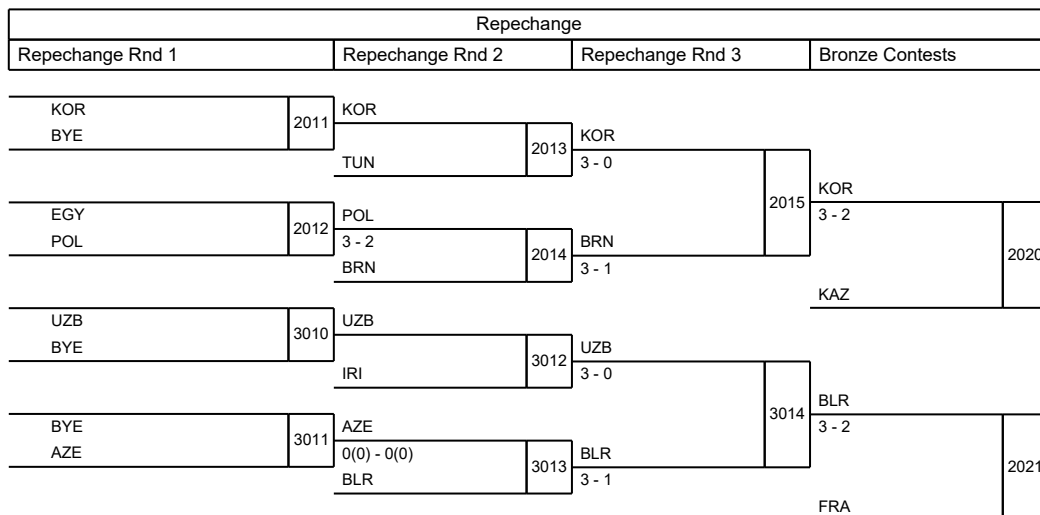 Repechange
Repechange Rnd 1 Repechange Rnd 2 Repechange Rnd 3 Bronze Contests
KOR
BYE
2011
KOR
TUN
2013
KOR
3 - 0
2015
KOR
3 - 2
2020
KAZ
EGY
POL
2012
POL
3 - 2
BRN
2014
BRN
3 - 1
UZB
BYE
3010
UZB
IRI
3012
UZB
3 - 0
3014
BLR
3 - 2
2021
FRA
BYE
AZE
3011
AZE
0(0) - 0(0)
BLR
3013
BLR
3 - 1